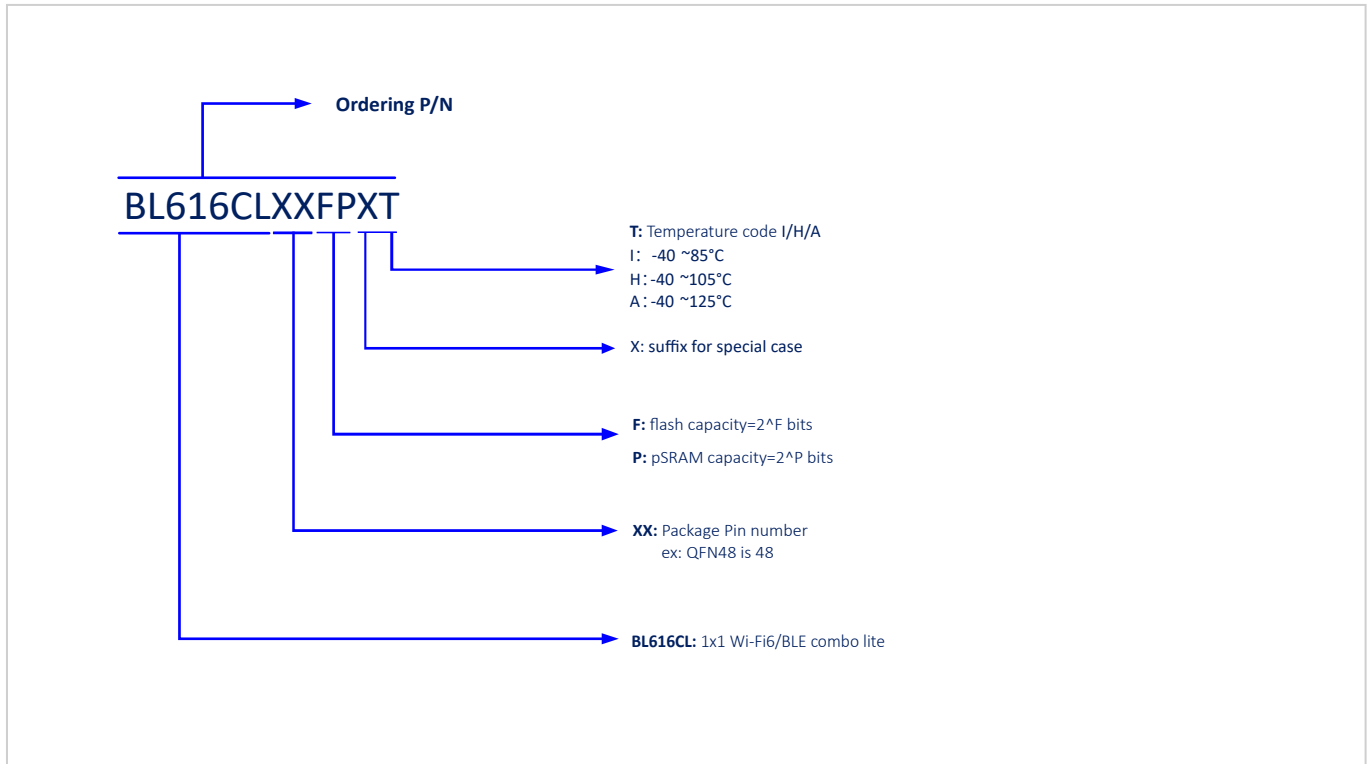 Ordering P/N
BL616CLXXFPXT
T: Temperature code I/H/A
I: -40 ~85°C
H:-40 ~105°C
A:-40 ~125°C
X: suffix for special case
F: flash capacity=2^F bits
P: pSRAM capacity=2^P bits
XX: Package Pin number
ex: QFN48 is 48
BL616CL: 1x1 Wi-Fi6/BLE combo lite